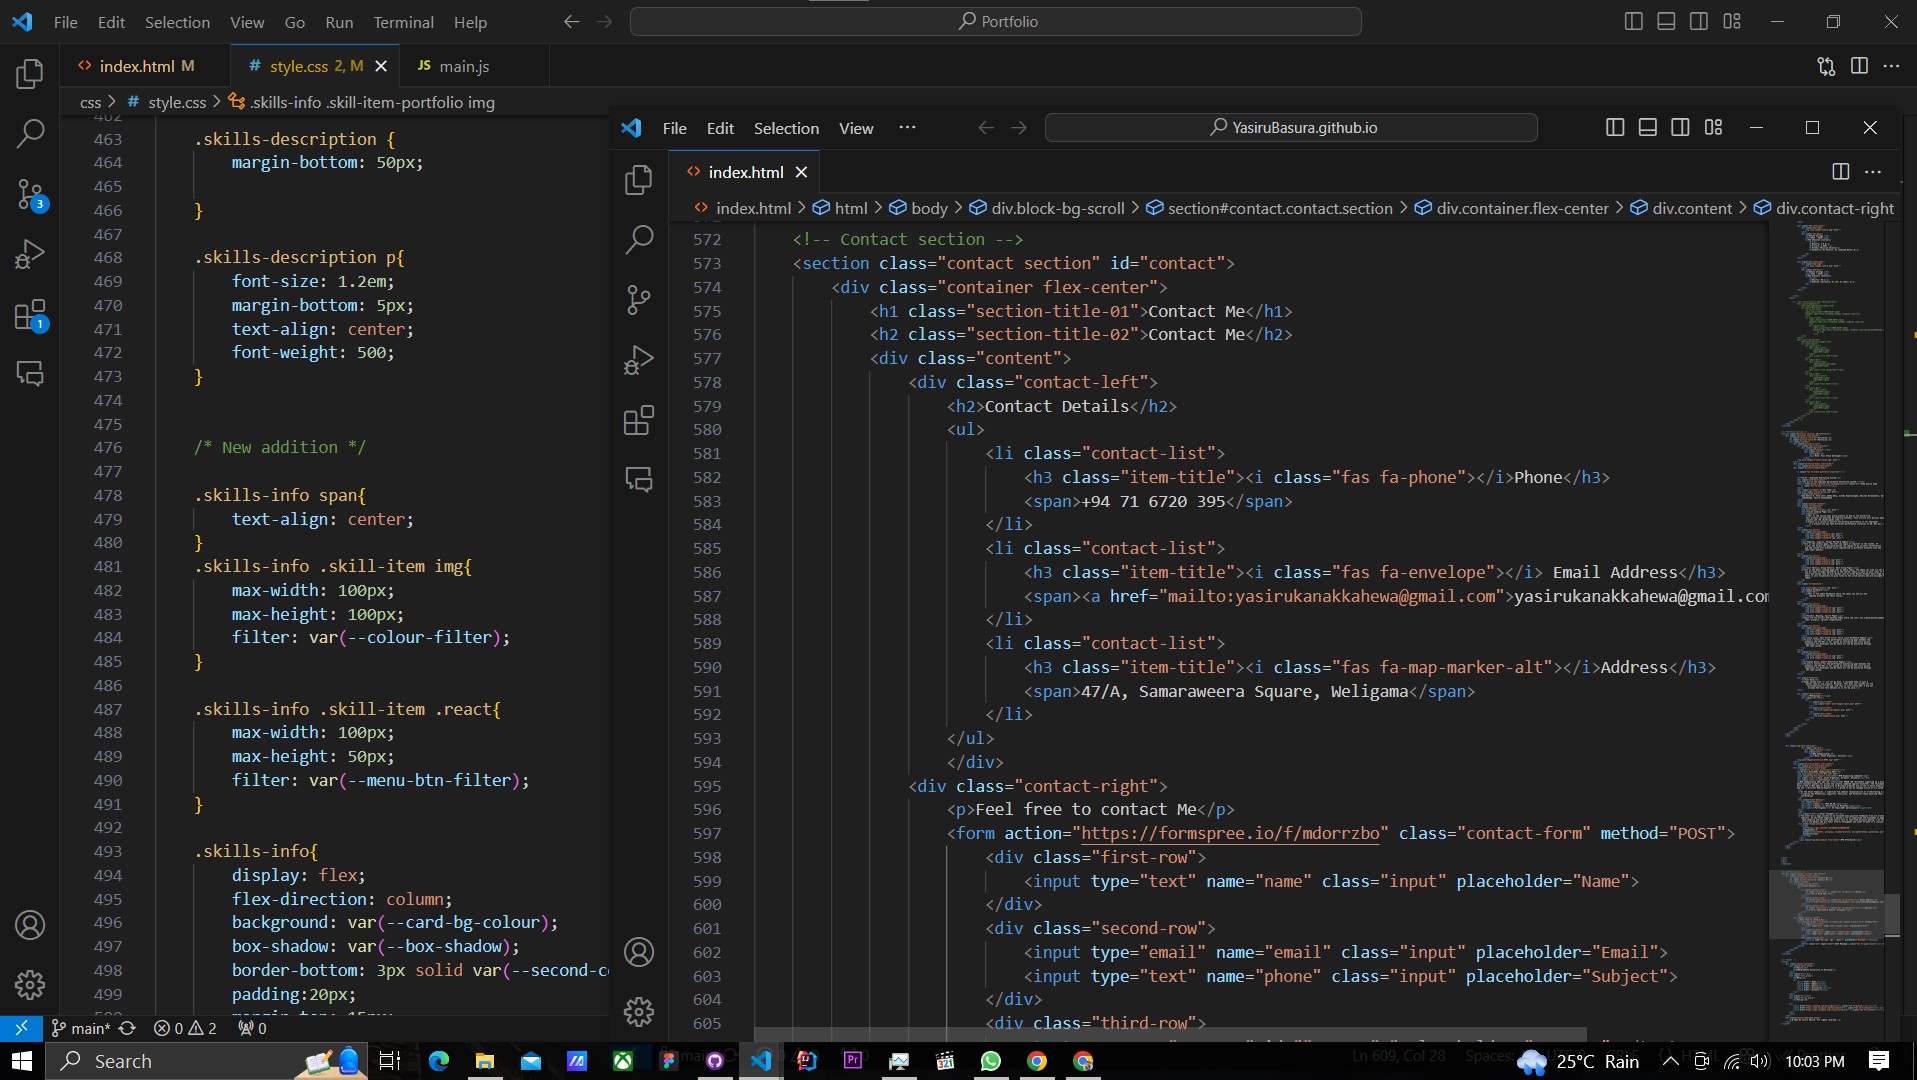 File Edit Selection View Go Run Terminal Help
Portfolio
index.html M
style.css 2, M
JS main.js
css > # style.css > .skills-info .skill-item-portfolio img
462
463 .skills-description {
464 margin-bottom: 50px;
465
466 }
467
468 .skills-description p{
469 font-size: 1.2em;
470 margin-bottom: 5px;
471 text-align: center;
472 font-weight: 500;
473 }
474
475
476 /* New addition */
477
478 .skills-info span{
479 text-align: center;
480 }
481 .skills-info .skill-item img{
482 max-width: 100px;
483 max-height: 100px;
484 filter: var(--colour-filter);
485 }
486
487 .skills-info .skill-item .react{
488 max-width: 100px;
489 max-height: 50px;
490 filter: var(--menu-btn-filter);
491 }
492
493 .skills-info{
494 display: flex;
495 flex-direction: column;
496 background: var(--card-bg-colour);
497 box-shadow: var(--box-shadow);
498 border-bottom: 3px solid var(--second-c
499 padding:20px;
3
1
main* 0 2 0
File Edit Selection View ...
YasiruBasura.github.io
index.html
index.html > html > body > div.block-bg-scroll > section#contact.contact.section > div.container.flex-center > div.content > div.contact-right
572 <!-- Contact section -->
573 <section class="contact section" id="contact">
574 <div class="container flex-center">
575 <h1 class="section-title-01">Contact Me</h1>
576 <h2 class="section-title-02">Contact Me</h2>
577 <div class="content">
578 <div class="contact-left">
579 <h2>Contact Details</h2>
580 <ul>
581 <li class="contact-list">
582 <h3 class="item-title"><i class="fas fa-phone"></i>Phone</h3>
583 <span>+94 71 6720 395</span>
584 </li>
585 <li class="contact-list">
586 <h3 class="item-title"><i class="fas fa-envelope"></i> Email Address</h3>
587 <span><a href="mailto:yasirukanakkahewa@gmail.com">yasirukanakkahewa@gmail.com
588 </li>
589 <li class="contact-list">
590 <h3 class="item-title"><i class="fas fa-map-marker-alt"></i>Address</h3>
591 <span>47/A, Samaraweera Square, Weligama</span>
592 </li>
593 </ul>
594 </div>
595 <div class="contact-right">
596 <p>Feel free to contact Me</p>
597 <form action="https://formspree.io/f/mdorrzbo" class="contact-form" method="POST">
598 <div class="first-row">
599 <input type="text" name="name" class="input" placeholder="Name">
600 </div>
601 <div class="second-row">
602 <input type="email" name="email" class="input" placeholder="Email">
603 <input type="text" name="phone" class="input" placeholder="Subject">
604 </div>
605 <div class="third-row">
Ln 609, Col 28
Search
25°C Rain
10:03 PM